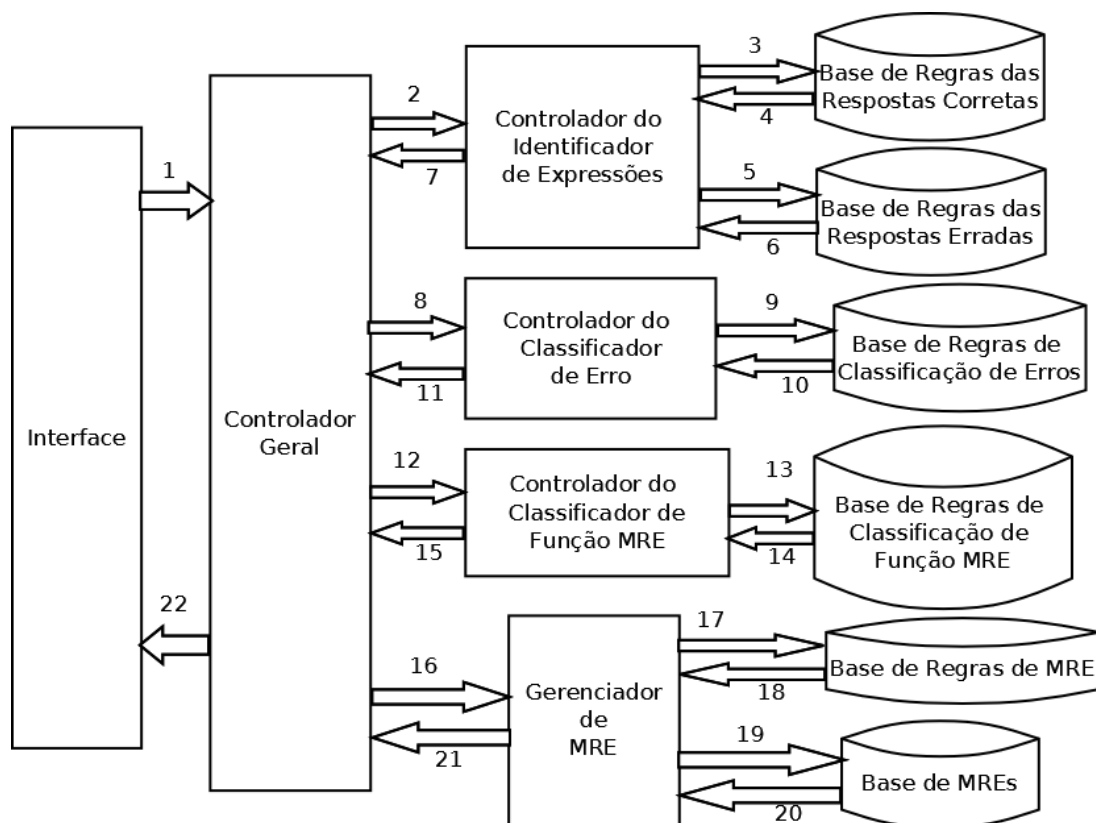 Interface
1
22
Controlador
Geral
2
7
Controlador do
Identificador
de Expressões
3
4
Base de Regras das
Respostas Corretas
5
6
Base de Regras das
Respostas Erradas
8
11
Controlador do
Classificador
de Erro
9
10
Base de Regras de
Classificação de Erros
12
15
Controlador do
Classificador de
Função MRE
13
14
Base de Regras de
Classificação de
Função MRE
16
21
Gerenciador
de
MRE
17
18
Base de Regras de MRE
19
20
Base de MREs